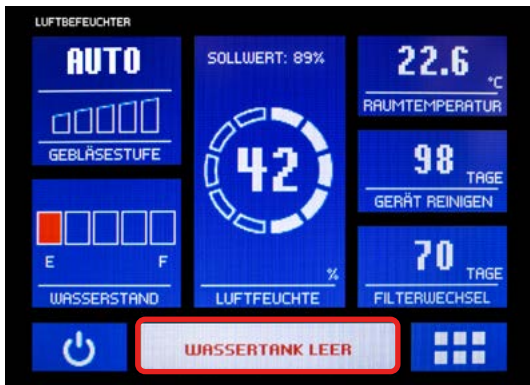 LUFTBEFEUCHTER
AUTO
GEBLÄSESTUFE
SOLLWERT: 89%
42
%
LUFTFEUCHTE
22.6 °C
RAUMTEMPERATUR
98 TAGE
GERÄT REINIGEN
E F
WASSERSTAND
70 TAGE
FILTERWECHSEL
WASSERTANK LEER